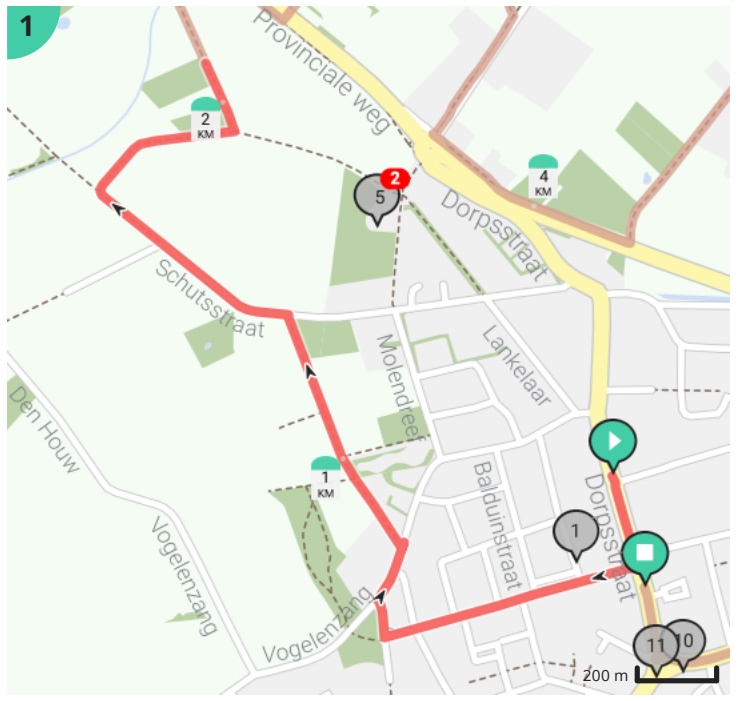 1
Provinciale weg
2
KM
2
5
4
KM
Dorpsstraat
Schutsstraat
Molendreef
Lankelaar
Den Houw
1
KM
Balduinstraat
Dorpsstraat
1
Vogelenzang
Vogelenzang
11
10
200 m